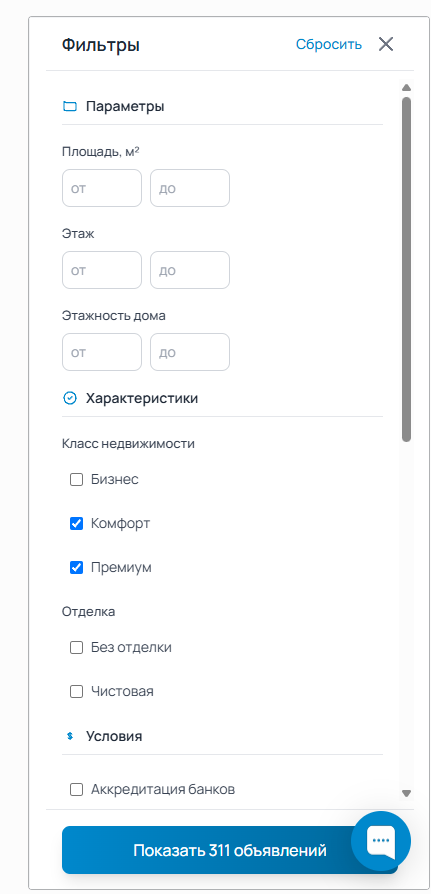 Фильтры Сбросить
Параметры
Площадь, м²
от до
Этаж
от до
Этажность дома
от до
Характеристики
Класс недвижимости
Бизнес
Комфорт
Премиум
Отделка
Без отделки
Чистовая
Условия
Аккредитация банков
Показать 311 объявлений